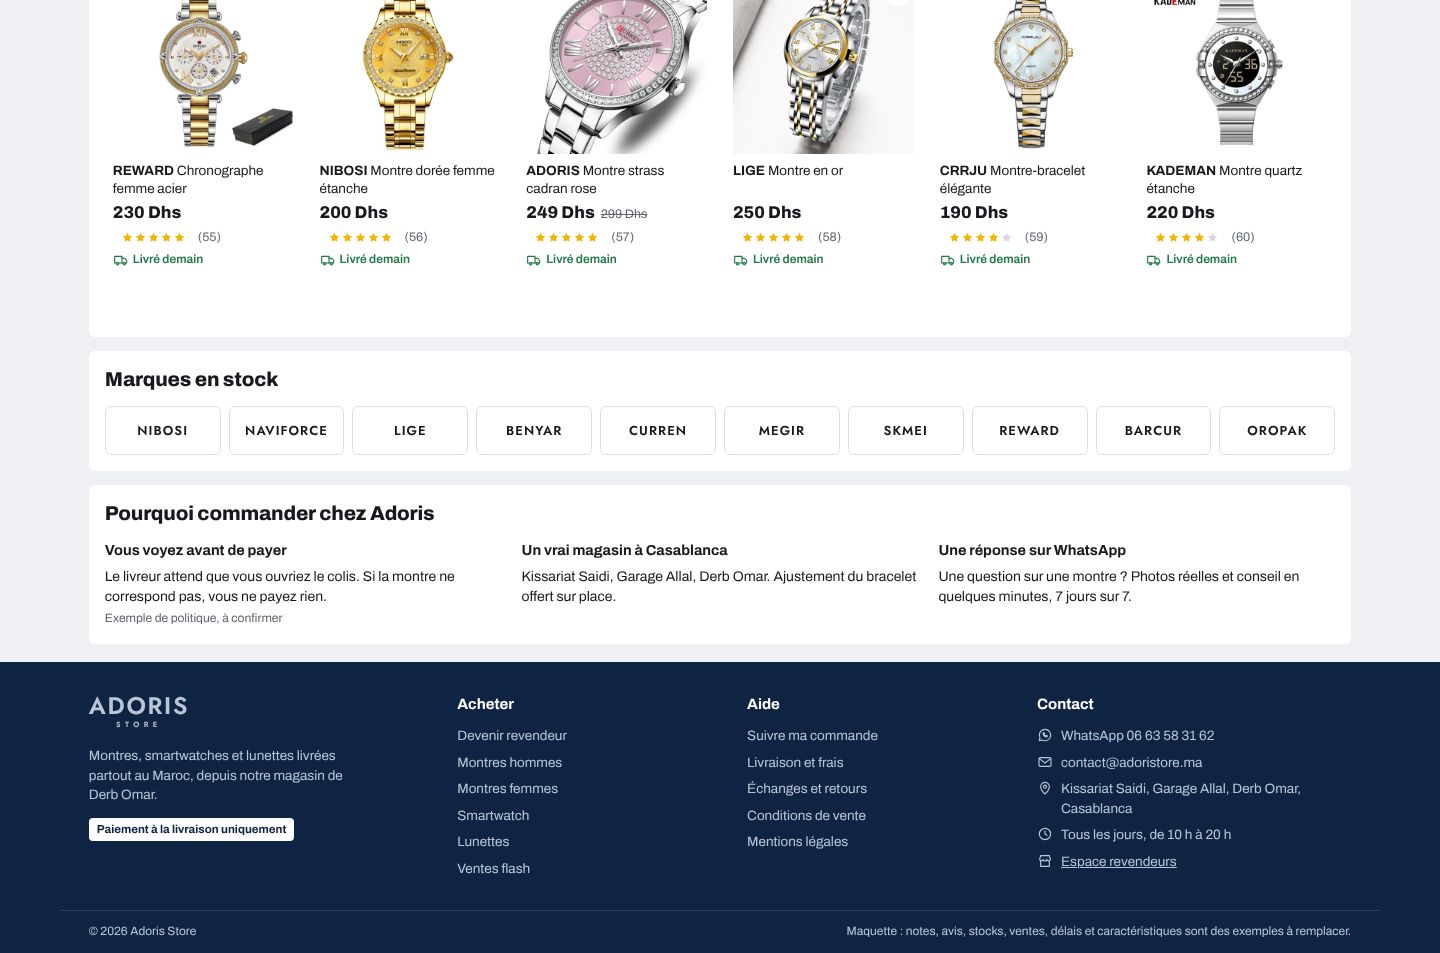 KADEMAN
REWARD Chronographe
femme acier
230 Dhs
(55)
Livré demain
NIBOSI Montre dorée femme
étanche
200 Dhs
(56)
Livré demain
ADORIS Montre strass
cadran rose
249 Dhs 299 Dhs
(57)
Livré demain
LIGE Montre en or
250 Dhs
(58)
Livré demain
CRRJU Montre-bracelet
élégante
190 Dhs
(59)
Livré demain
KADEMAN Montre quartz
étanche
220 Dhs
(60)
Livré demain
Marques en stock
NIBOSI
NAVIFORCE
LIGE
BENYAR
CURREN
MEGIR
SKMEI
REWARD
BARCUR
OROPAK
Pourquoi commander chez Adoris
Vous voyez avant de payer
Le livreur attend que vous ouvriez le colis. Si la montre ne
correspond pas, vous ne payez rien.
Exemple de politique, à confirmer
Un vrai magasin à Casablanca
Kissariat Saidi, Garage Allal, Derb Omar. Ajustement du bracelet
offert sur place.
Une réponse sur WhatsApp
Une question sur une montre ? Photos réelles et conseil en
quelques minutes, 7 jours sur 7.
ADORIS
STORE
Montres, smartwatches et lunettes livrées
partout au Maroc, depuis notre magasin de
Derb Omar.
Paiement à la livraison uniquement
Acheter
Devenir revendeur
Montres hommes
Montres femmes
Smartwatch
Lunettes
Ventes flash
Aide
Suivre ma commande
Livraison et frais
Échanges et retours
Conditions de vente
Mentions légales
Contact
WhatsApp 06 63 58 31 62
contact@adoristore.ma
Kissariat Saidi, Garage Allal, Derb Omar,
Casablanca
Tous les jours, de 10 h à 20 h
Espace revendeurs
© 2026 Adoris Store
Maquette : notes, avis, stocks, ventes, délais et caractéristiques sont des exemples à remplacer.